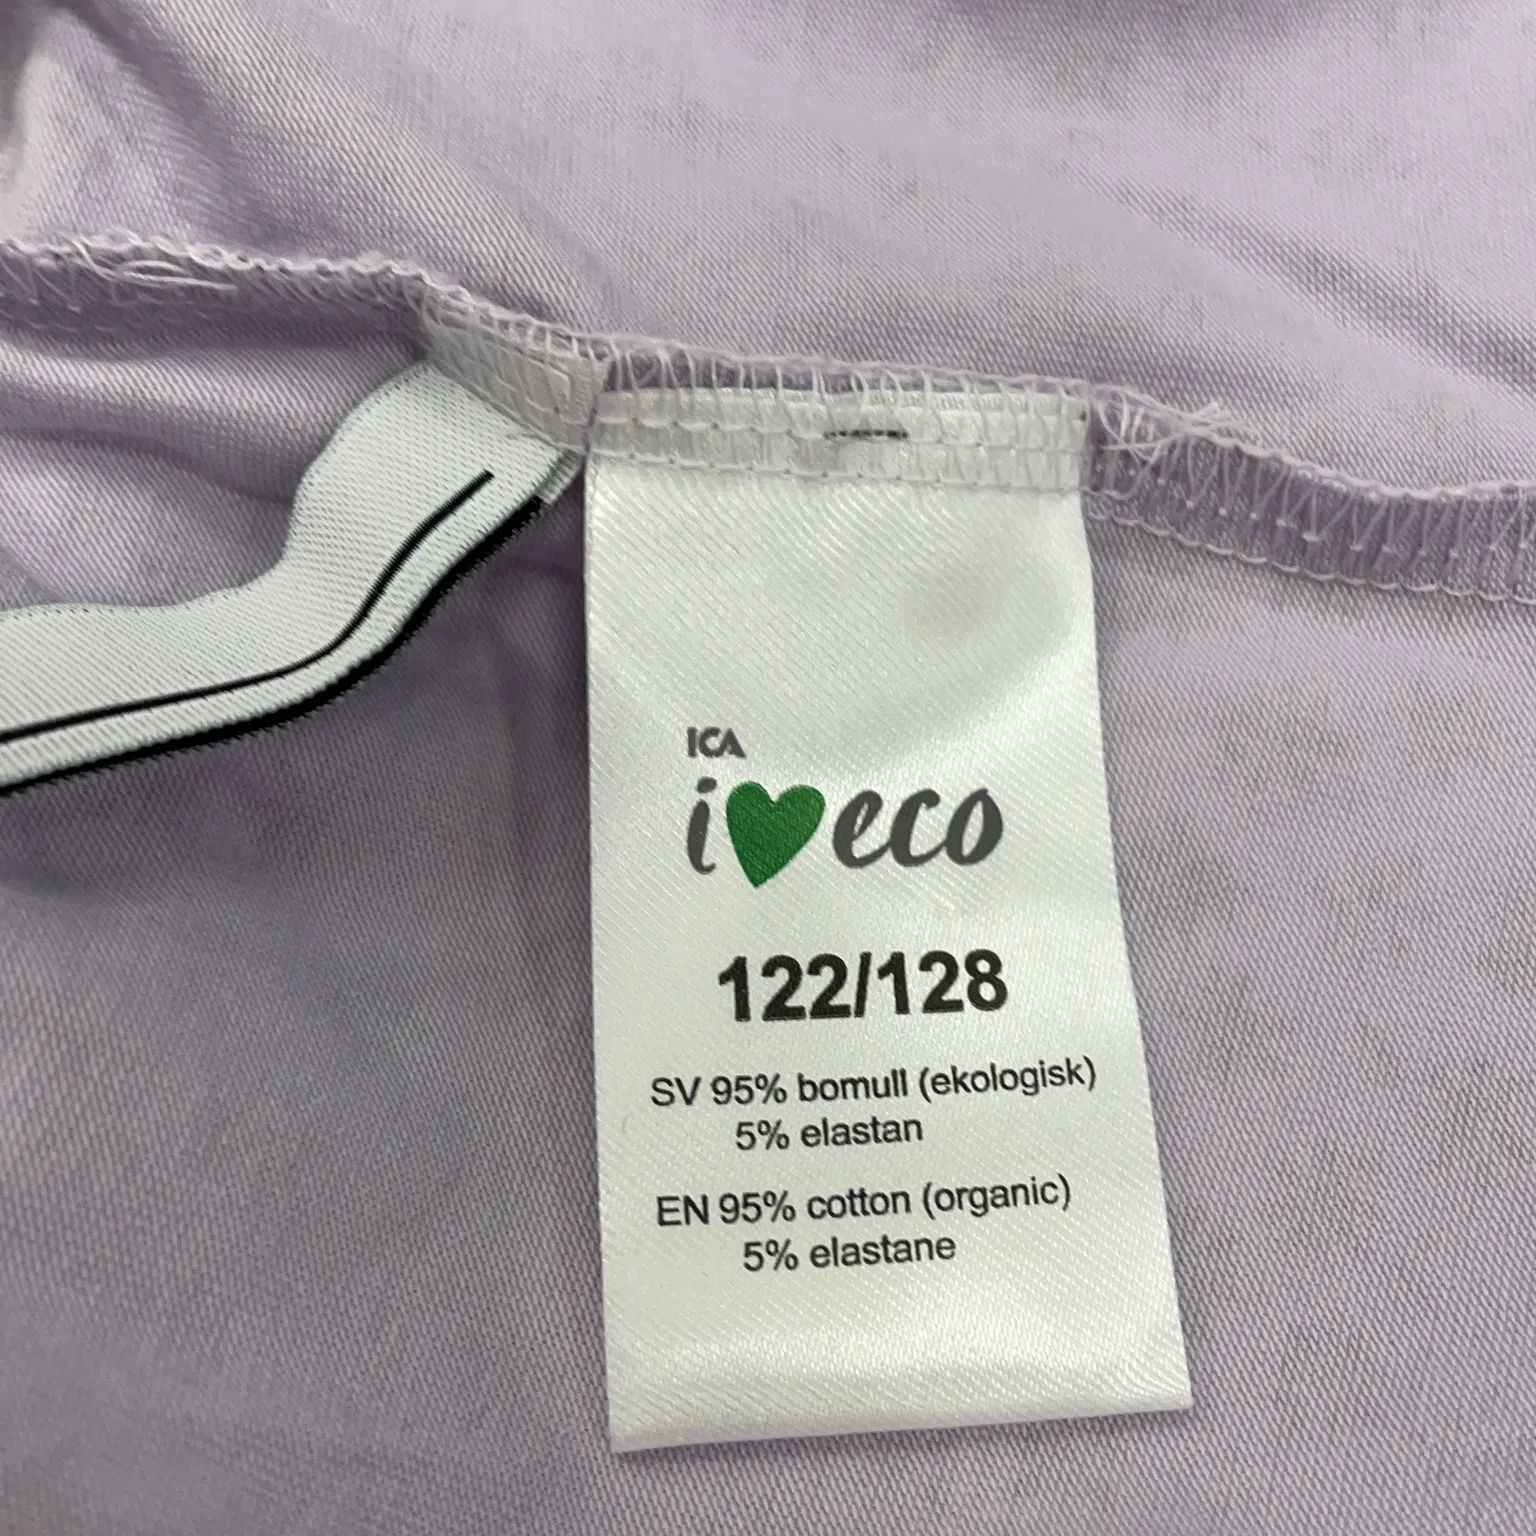 ICA
i eco
122/128
SV 95% bomull (ekologisk)
5% elastan
EN 95% cotton (organic)
5% elastane